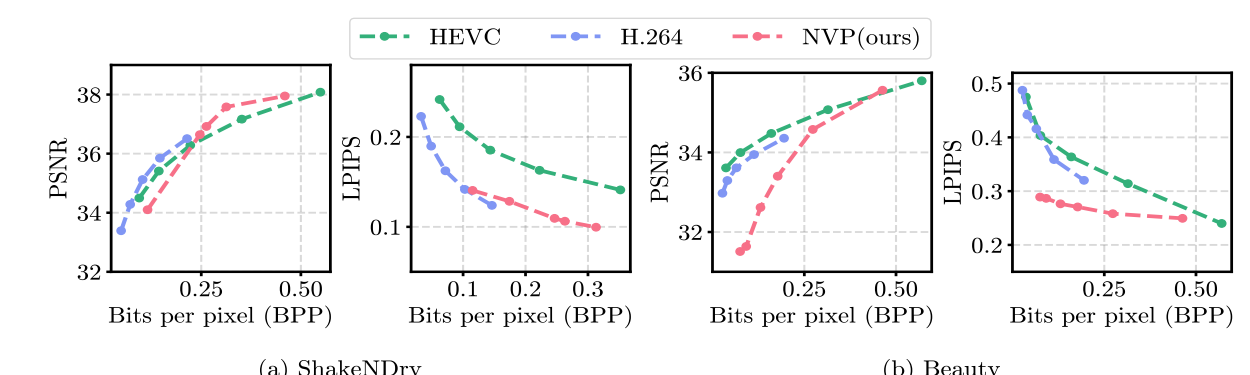 HEVC H.264 NVP(ours)
PSNR
38
36
34
32
0.25 0.50
Bits per pixel (BPP)
LPIPS
0.2
0.1
0.1 0.2 0.3
Bits per pixel (BPP)
(a) ShakeNDry
PSNR
36
34
32
0.25 0.50
Bits per pixel (BPP)
LPIPS
0.5
0.4
0.3
0.2
0.25 0.50
Bits per pixel (BPP)
(b) Beauty